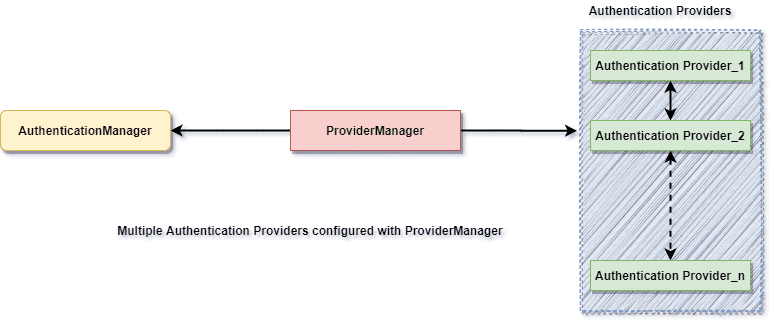 Authentication Providers
Authentication Provider_1
AuthenticationManager
ProviderManager
Authentication Provider_2
Multiple Authentication Providers configured with ProviderManager
Authentication Provider_n